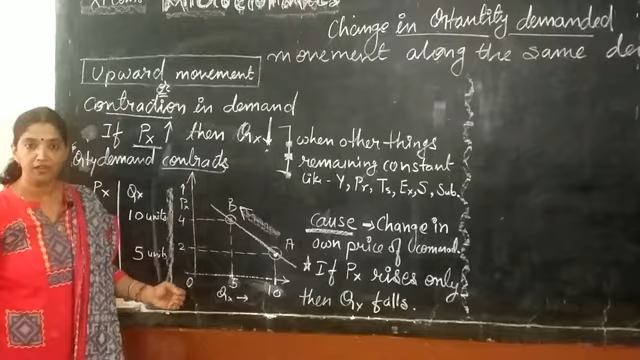 Microeconomics
Change in Quantity demanded
movement along the same de
Upward movement
or
Contraction in demand
If Px ↑ then Qx ↓
Qty demand contracts
when other things
remaining constant
like - Y, Pr, Ts, Ex, S, Sub.
Px Qx
10 units
5 units
Px
4
2
0
5
10
B
A
Qx →
Cause → Change in
own price of commod.
* If Px rises only
then Qx falls.